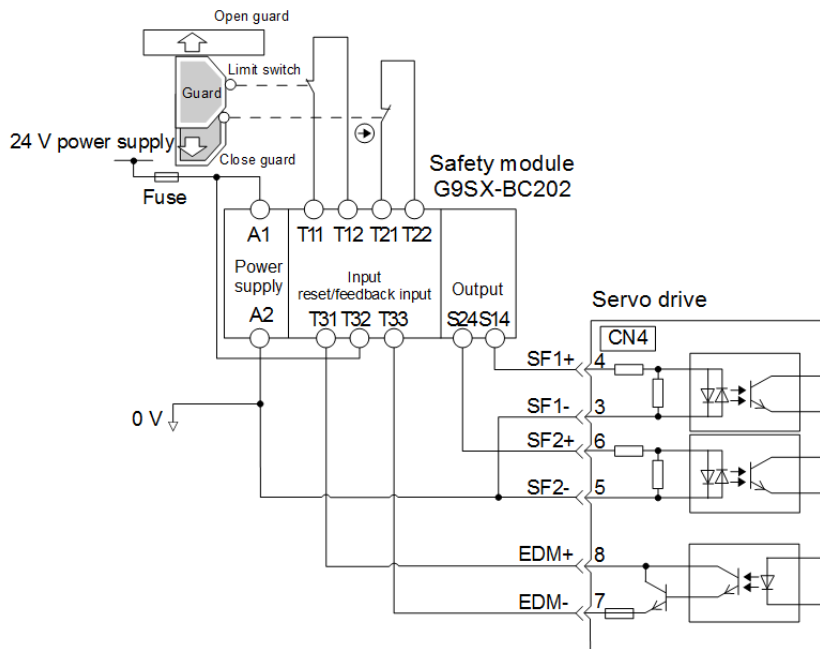 Open guard
Limit switch
Guard
24 V power supply
Close guard
Fuse
Safety module
G9SX-BC202
A1
T11
T12
T21
T22
Power
supply
Input
reset/feedback input
Output
A2
T31
T32
T33
S24
S14
Servo drive
CN4
SF1+
4
0 V
SF1-
3
SF2+
6
SF2-
5
EDM+
8
EDM-
7